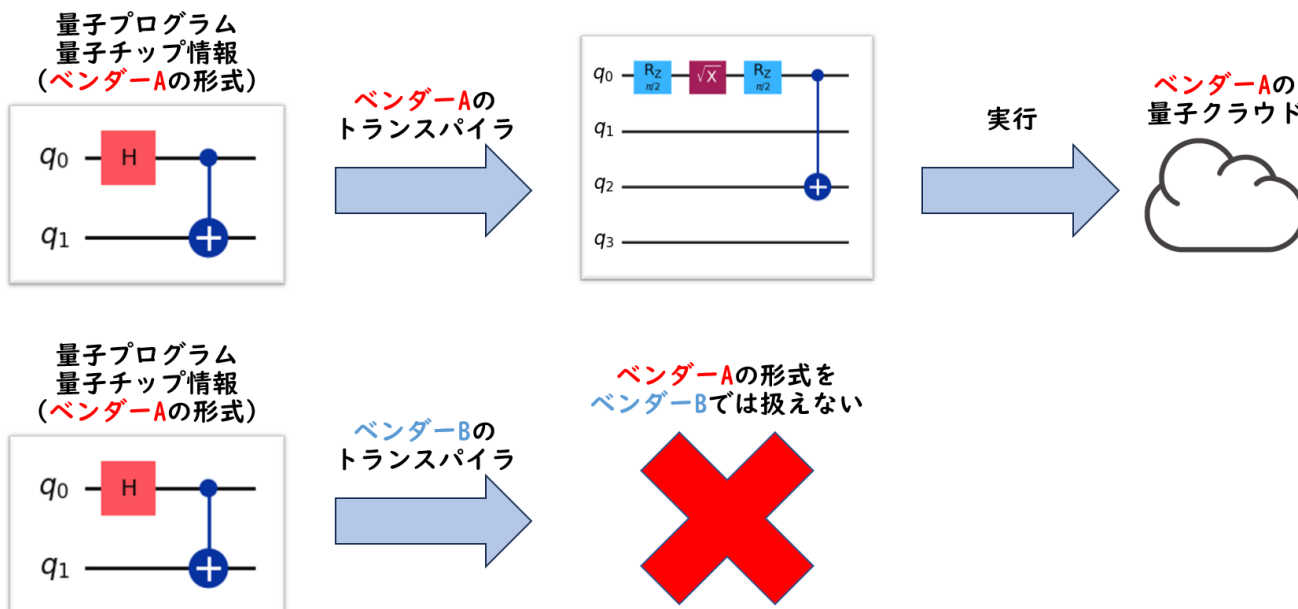 量子プログラム
量子チップ情報
(ベンダーAの形式)
q0
H
q1
ベンダーAの
トランスパイラ
q0
RZ
π/2
√X
RZ
π/2
q1
q2
q3
実行
ベンダーAの
量子クラウド
量子プログラム
量子チップ情報
(ベンダーAの形式)
q0
H
q1
ベンダーBの
トランスパイラ
ベンダーAの形式を
ベンダーBでは扱えない